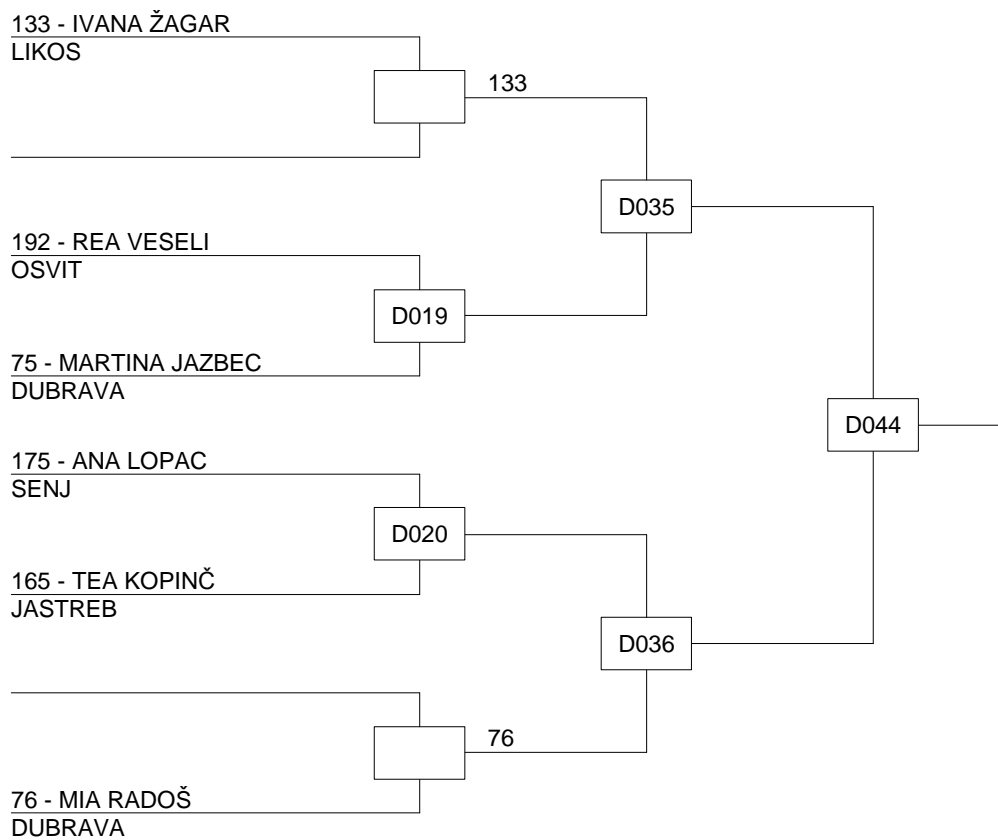 133 - IVANA ŽAGAR
LIKOS
133
D035
192 - REA VESELI
OSVIT
D019
75 - MARTINA JAZBEC
DUBRAVA
D044
175 - ANA LOPAC
SENJ
D020
165 - TEA KOPINČ
JASTREB
D036
76
76 - MIA RADOŠ
DUBRAVA